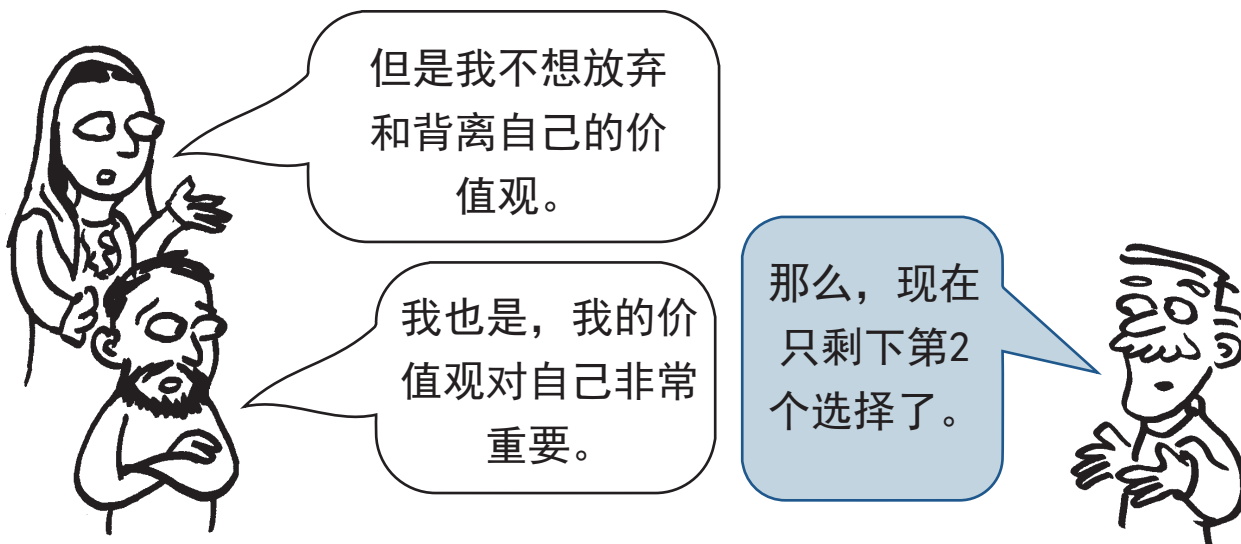 但是我不想放弃
和背离自己的价
值观。
我也是，我的价
值观对自己非常
重要。
那么，现在
只剩下第2
个选择了。